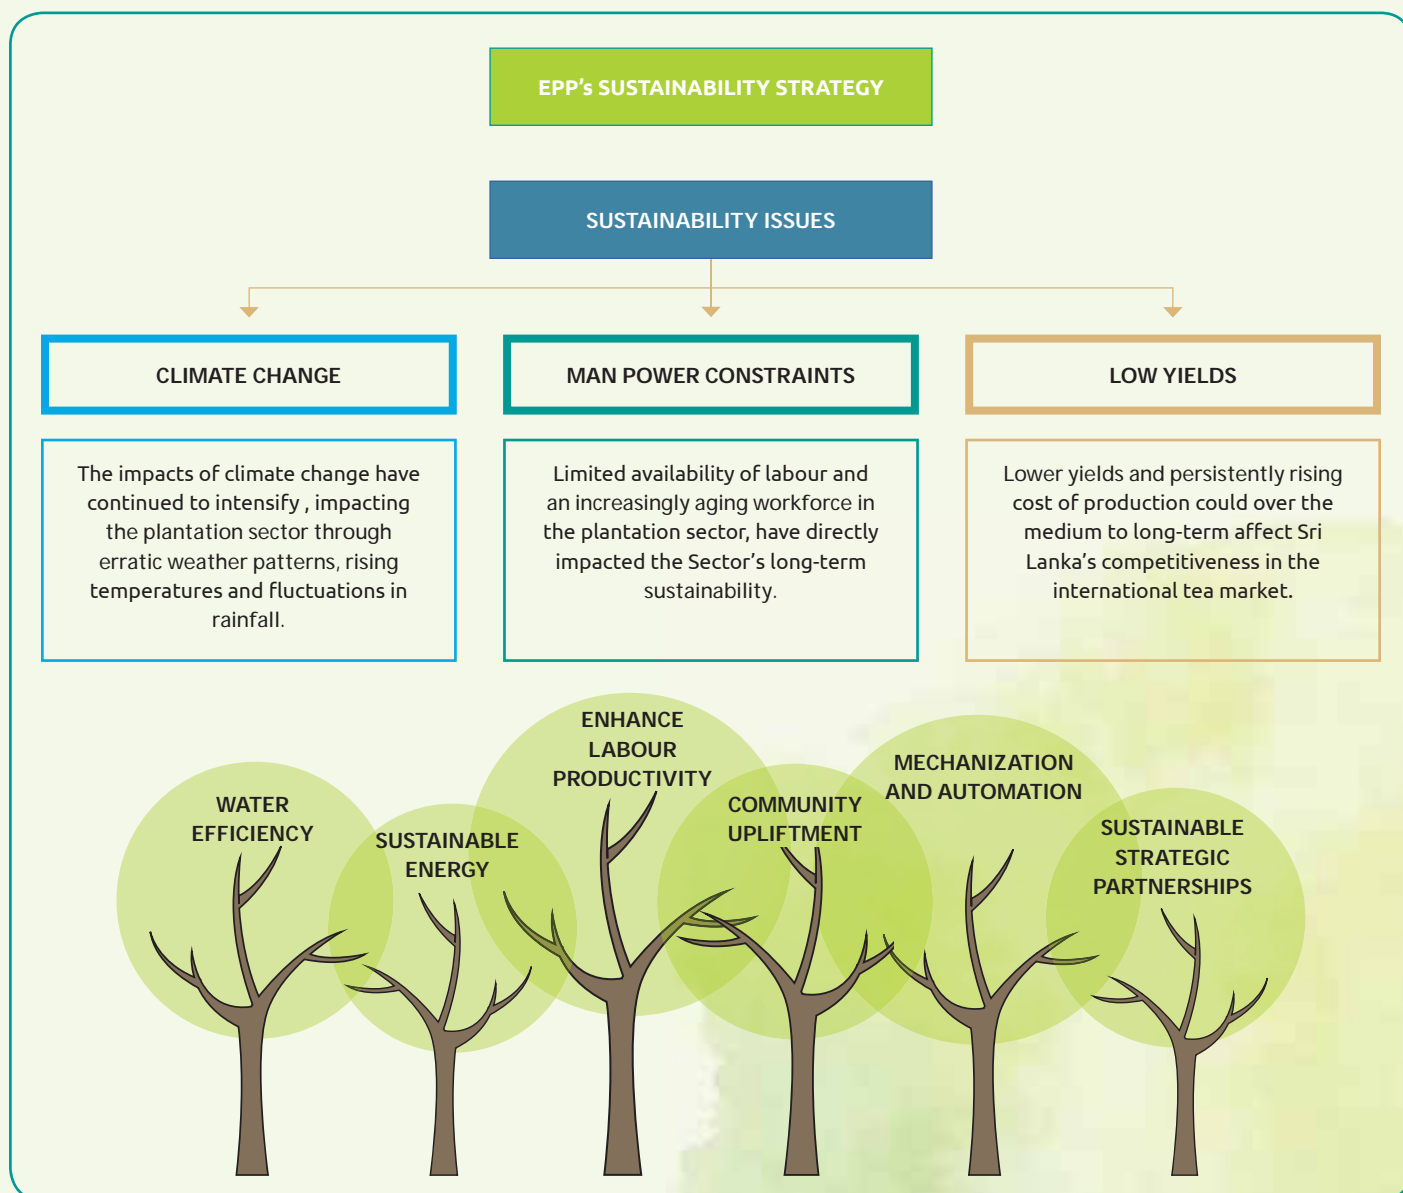 EPP's SUSTAINABILITY STRATEGY
SUSTAINABILITY ISSUES
CLIMATE CHANGE
The impacts of climate change have
continued to intensify , impacting
the plantation sector through
erratic weather patterns, rising
temperatures and fluctuations in
rainfall.
MAN POWER CONSTRAINTS
Limited availability of labour and
an increasingly aging workforce in
the plantation sector, have directly
impacted the Sector's long-term
sustainability.
LOW YIELDS
Lower yields and persistently rising
cost of production could over the
medium to long-term affect Sri
Lanka's competitiveness in the
international tea market.
WATER
EFFICIENCY
SUSTAINABLE
ENERGY
ENHANCE
LABOUR
PRODUCTIVITY
COMMUNITY
UPLIFTMENT
MECHANIZATION
AND AUTOMATION
SUSTAINABLE
STRATEGIC
PARTNERSHIPS